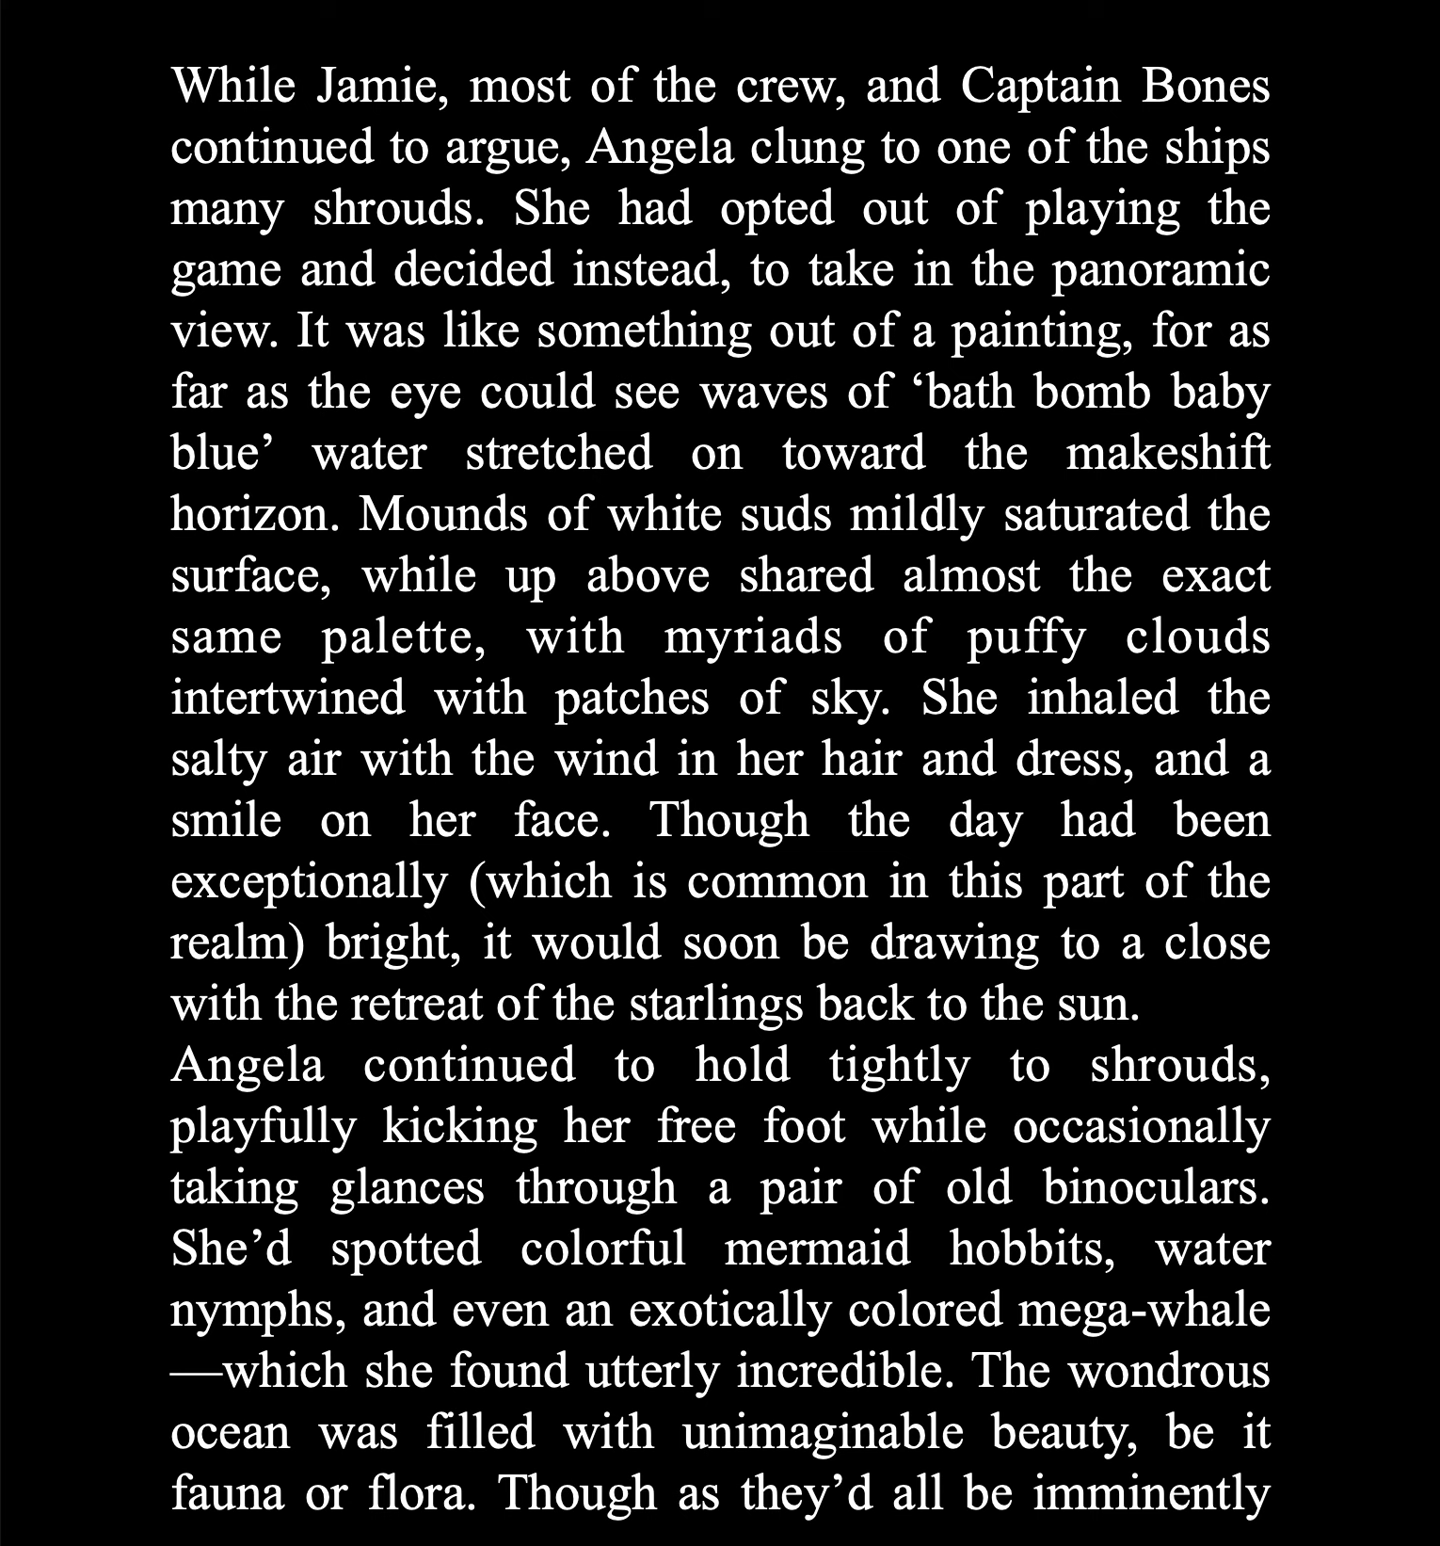 While Jamie, most of the crew, and Captain Bones
continued to argue, Angela clung to one of the ships
many shrouds. She had opted out of playing the
game and decided instead, to take in the panoramic
view. It was like something out of a painting, for as
far as the eye could see waves of ‘bath bomb baby
blue’ water stretched on toward the makeshift
horizon. Mounds of white suds mildly saturated the
surface, while up above shared almost the exact
same palette, with myriads of puffy clouds
intertwined with patches of sky. She inhaled the
salty air with the wind in her hair and dress, and a
smile on her face. Though the day had been
exceptionally (which is common in this part of the
realm) bright, it would soon be drawing to a close
with the retreat of the starlings back to the sun.
Angela continued to hold tightly to shrouds,
playfully kicking her free foot while occasionally
taking glances through a pair of old binoculars.
She’d spotted colorful mermaid hobbits, water
nymphs, and even an exotically colored mega-whale
—which she found utterly incredible. The wondrous
ocean was filled with unimaginable beauty, be it
fauna or flora. Though as they’d all be imminently